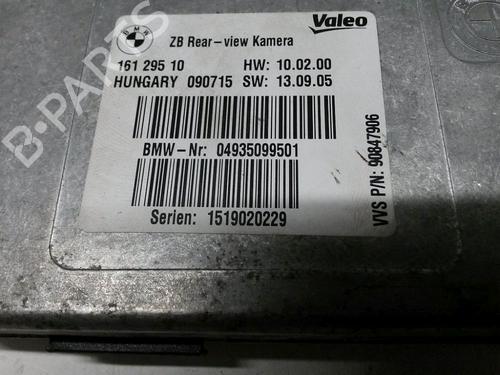 BMW
Valeo
ZB Rear-view Kamera
161 295 10 HW: 10.02.00
HUNGARY 090715 SW: 13.09.05
BMW-Nr: 04935099501
Serien: 1519020229
VVS P/N: 90847906